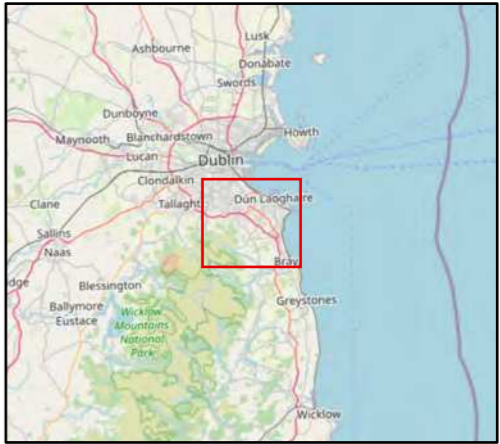 Lusk
Ashbourne
Donabate
Swords
Dunboyne
Howth
Maynooth
Blanchardstown
Lucan
Dublin
Clondalkin
Clane
Tallaght
Dún Laoghaire
Sallins
Naas
Bray
dge
Blessington
Greystones
Ballymore
Eustace
Wicklow
Mountains
National
Park
Wicklow